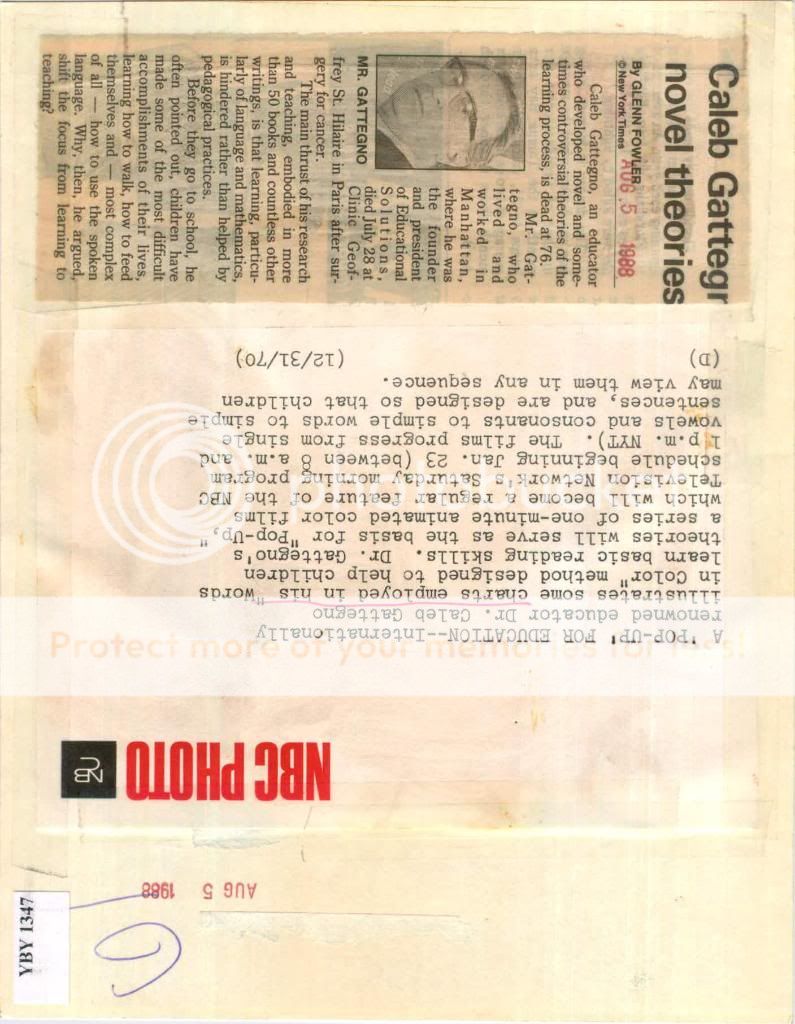 Caleb Gattegn
novel theories
By GLENN FOWLER
© New York Times
AUG 5 1988
Caleb Gattegno, an educator
who developed novel and some-
times controversial theories of the
learning process, is dead at 76.
Mr. Gat-
tegno, who
lived and
worked in
Manhattan,
where he was
the founder
and president
of Educational
Solutions,
died July 28 at
Clinic Geof-
MR. GATTEGNO
frey St. Hilaire in Paris after sur-
gery for cancer.
The main thrust of his research
and teaching, embodied in more
than 50 books and countless other
writings, is that learning, particu-
larly of language and mathematics,
is hindered rather than helped by
pedagogical practices.
Before they go to school, he
often pointed out, children have
made some of the most difficult
accomplishments of their lives,
learning how to walk, how to feed
themselves and — most complex
of all — how to use the spoken
language. Why, then, he argued,
shift the focus from learning to
teaching?
NBC PHOTO
A 'POP-UP' FOR EDUCATION--Internationally
renowned educator Dr. Caleb Gattegno
illustrates some charts employed in his "Words
in Color" method designed to help children
learn basic reading skills. Dr. Gattegno's
theories will serve as the basis for "Pop-Up,"
a series of one-minute animated color films
which will become a regular feature of the NBC
Television Network's Saturday morning program
schedule beginning Jan. 23 (between 8 a.m. and
1 p.m. NYT). The films progress from single
vowels and consonants to simple words to simple
sentences, and are designed so that children
may view them in any sequence.
(D) (12/31/70)
Protect more of your memories for less!
AUG 5 1988
YBY 1347